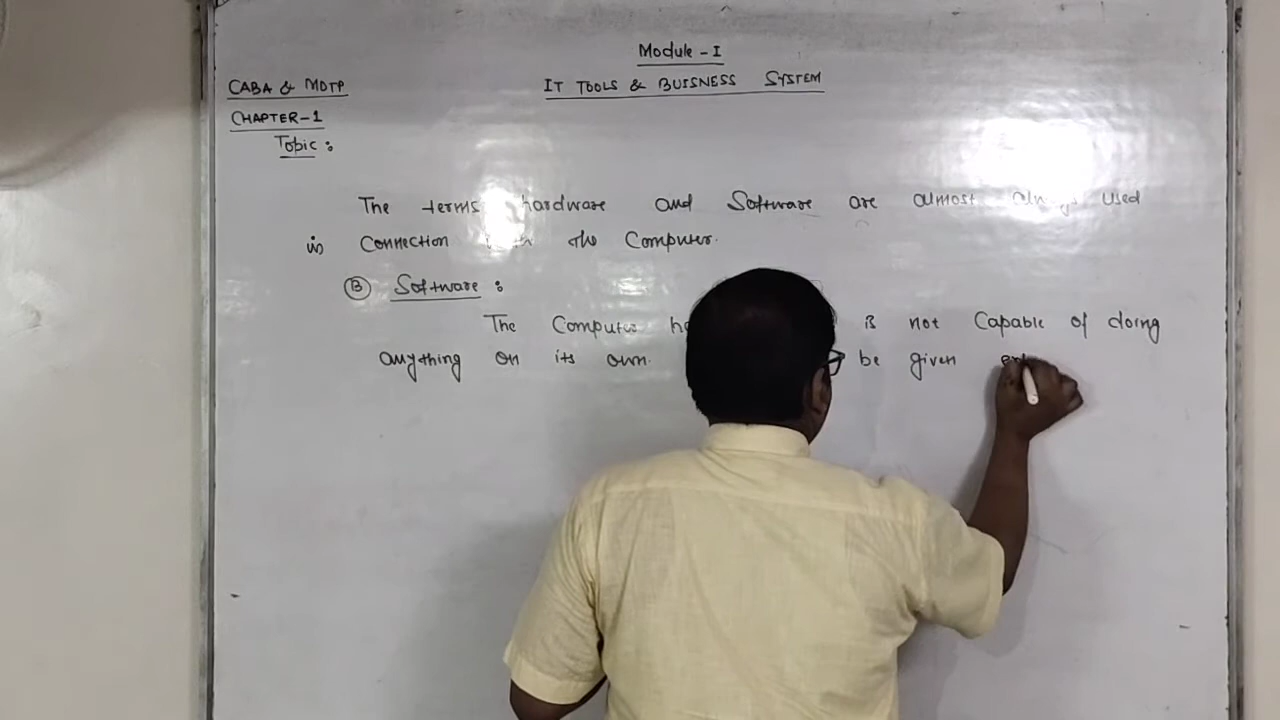 Module - I
CABA & MDTP IT TOOLS & BUISNESS SYSTEM
CHAPTER-1
Topic :
The terms hardware and Software are almost used
in Connection the Computer.
(B) Software :
The Computer is not Capable of doing
anything on its own. be given